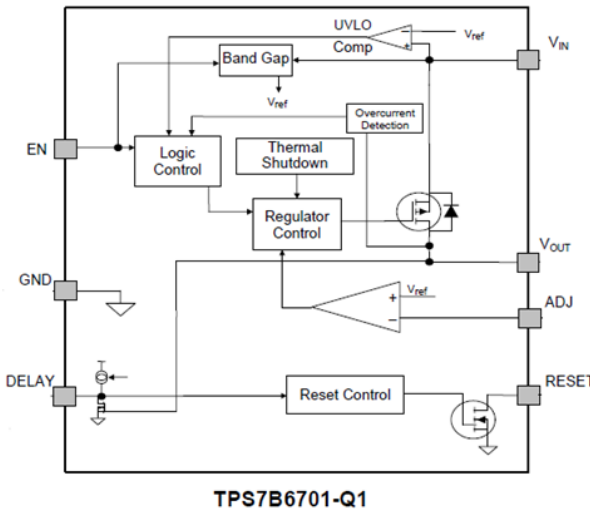 UVLO
Comp
Vref
VIN
Band Gap
Vref
Overcurrent
Detection
EN
Logic
Control
Thermal
Shutdown
Regulator
Control
VOUT
GND
Vref
+
−
ADJ
DELAY
Reset Control
RESET
TPS7B6701-Q1